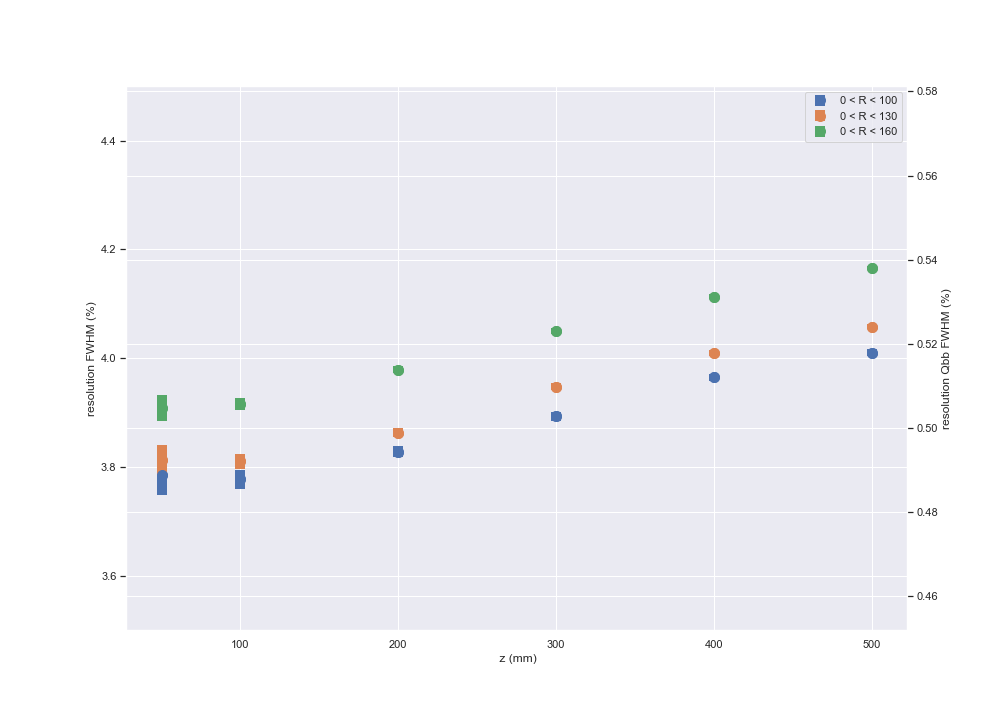 0 < R < 100
0 < R < 130
0 < R < 160
4.4
4.2
4.0
3.8
3.6
resolution FWHM (%)
0.58
0.56
0.54
0.52
0.50
0.48
0.46
resolution Qbb FWHM (%)
100
200
300
400
500
z (mm)